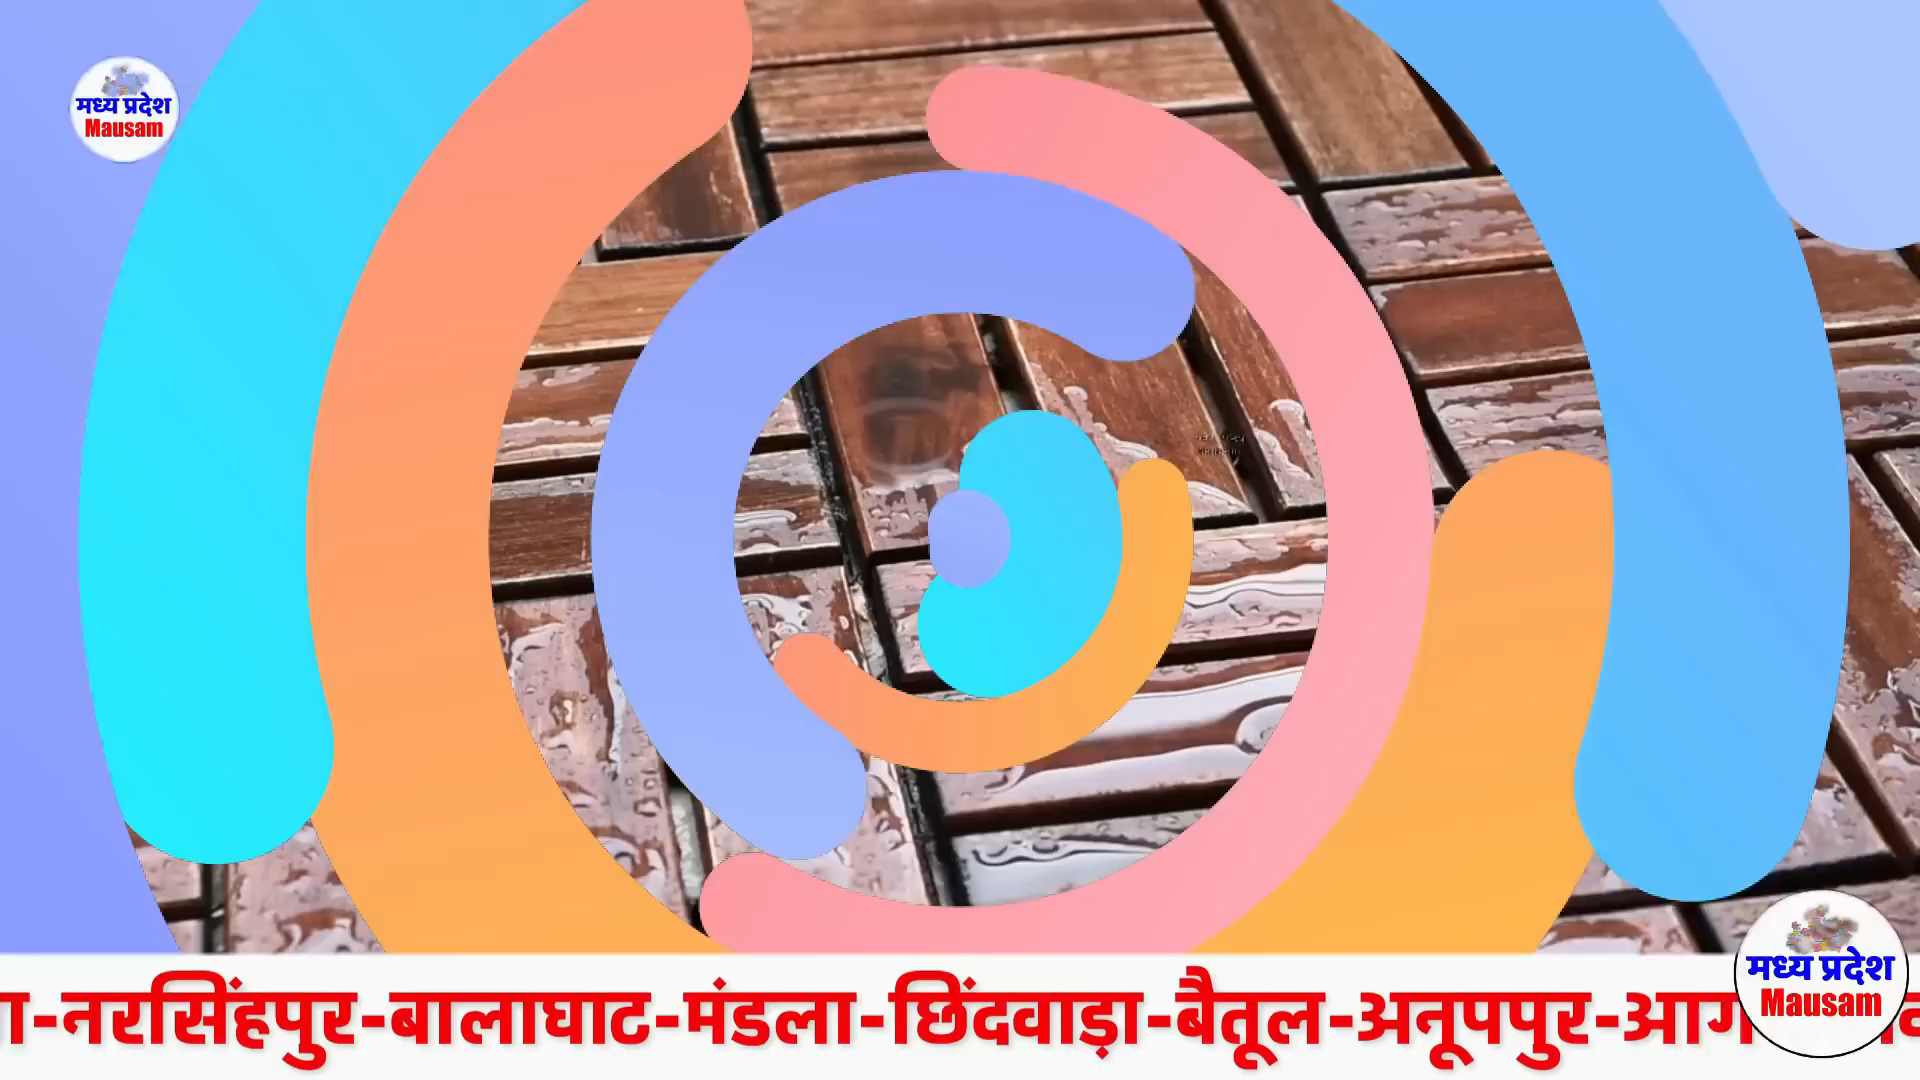 मध्य प्रदेश
Mausam
-नरसिंहपुर-बालाघाट-मंडला-छिंदवाड़ा-बैतूल-अनूपपुर-
मध्य प्रदेश
Mausam